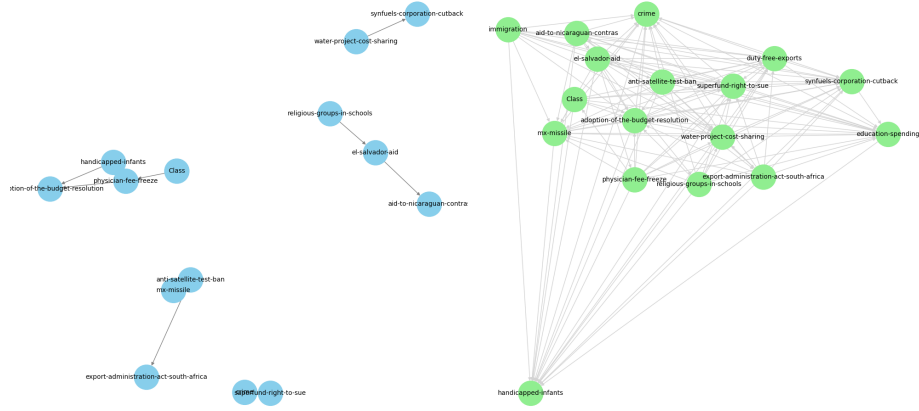 synfuels-corporation-cutback
water-project-cost-sharing
religious-groups-in-schools
el-salvador-aid
handicapped-infants
Class
physician-fee-freeze
tion-of-the-budget-resolution
aid-to-nicaraguan-contra
anti-satellite-test-ban
mx-missile
export-administration-act-south-africa
superfund-right-to-sue
crime
immigration
aid-to-nicaraguan-contras
el-salvador-aid
duty-free-exports
anti-satellite-test-ban
superfund-right-to-sue
synfuels-corporation-cutback
Class
adoption-of-the-budget-resolution
mx-missile
water-project-cost-sharing
education-spending
physician-fee-freeze
religious-groups-in-schools
export-administration-act-south-africa
handicapped-infants